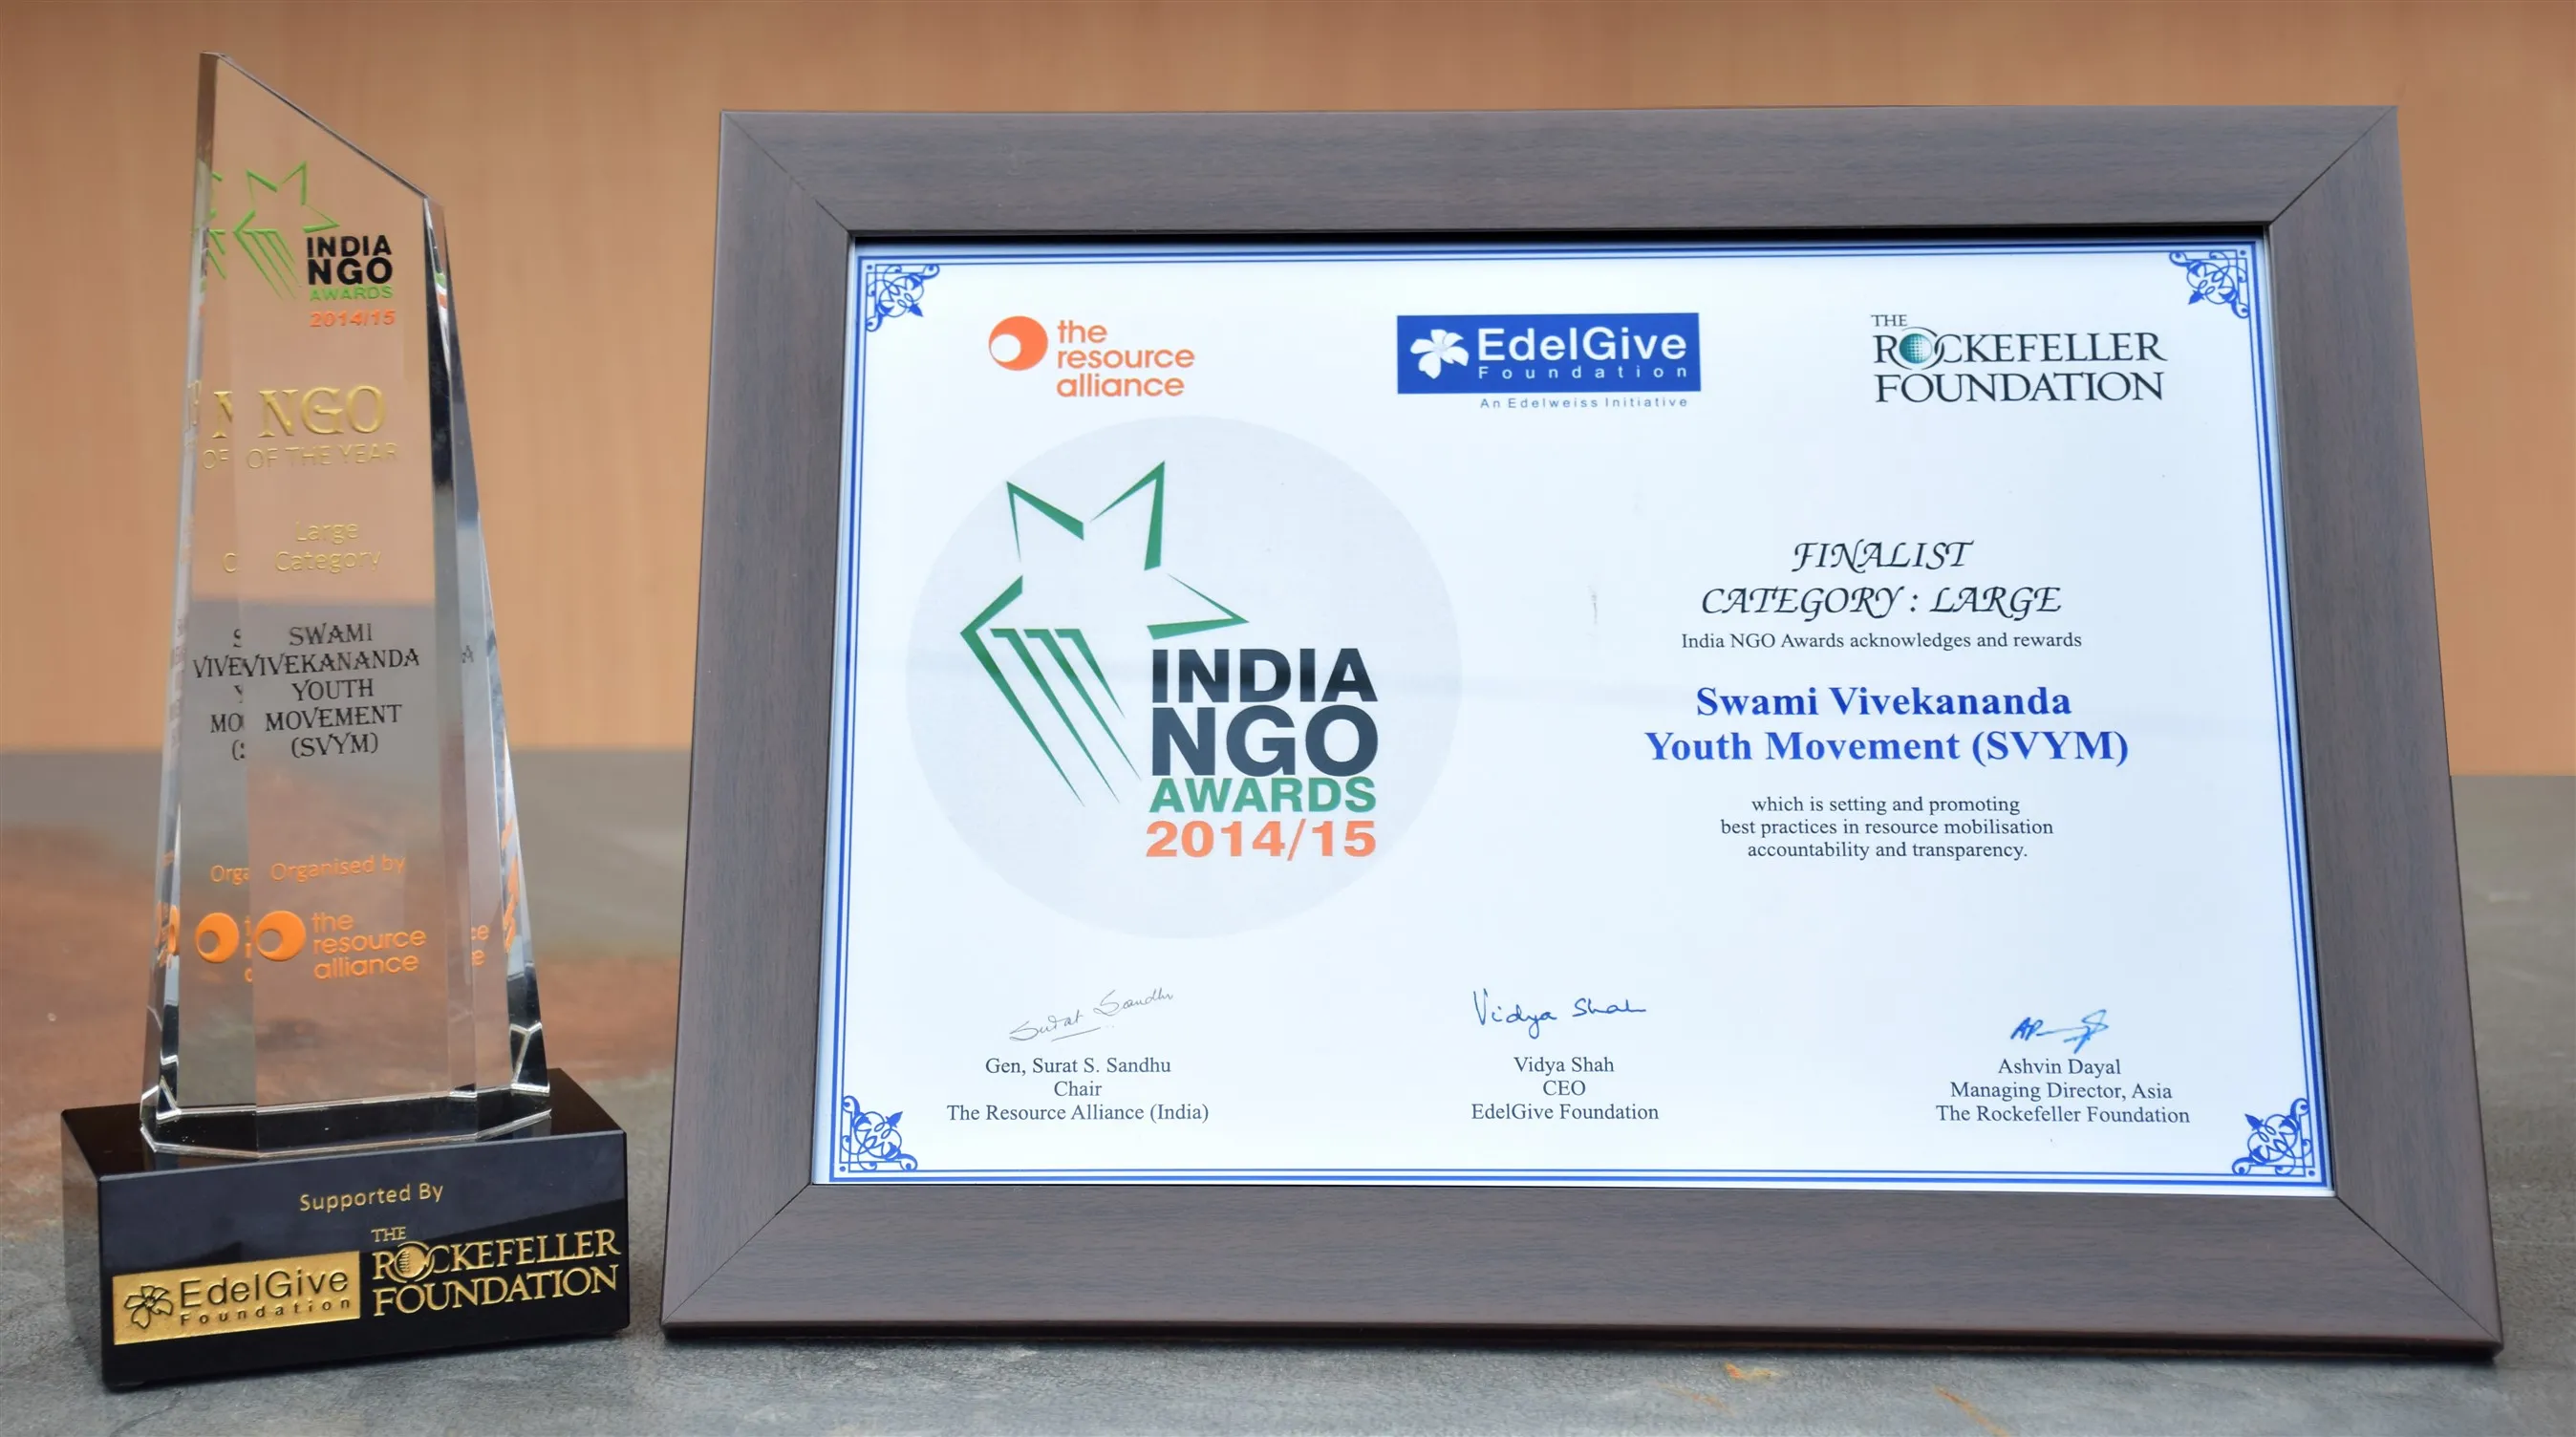 INDIA
NGO
AWARDS
2014/15
NGO
OF THE YEAR
Large
Category
SWAMI
VIVEKANANDA
YOUTH
MOVEMENT
(SVYM)
Organised by
the
resource
alliance
Supported By
EdelGive
Foundation
THE
ROCKEFELLER
FOUNDATION
the
resource
alliance
EdelGive
Foundation
An Edelweiss Initiative
THE
ROCKEFELLER
FOUNDATION
INDIA
NGO
AWARDS
2014/15
FINALIST
CATEGORY : LARGE
India NGO Awards acknowledges and rewards
Swami Vivekananda
Youth Movement (SVYM)
which is setting and promoting
best practices in resource mobilisation
accountability and transparency.
Surat Sandhu
Gen, Surat S. Sandhu
Chair
The Resource Alliance (India)
Vidya Shah
Vidya Shah
CEO
EdelGive Foundation
Ashvin Dayal
Managing Director, Asia
The Rockefeller Foundation